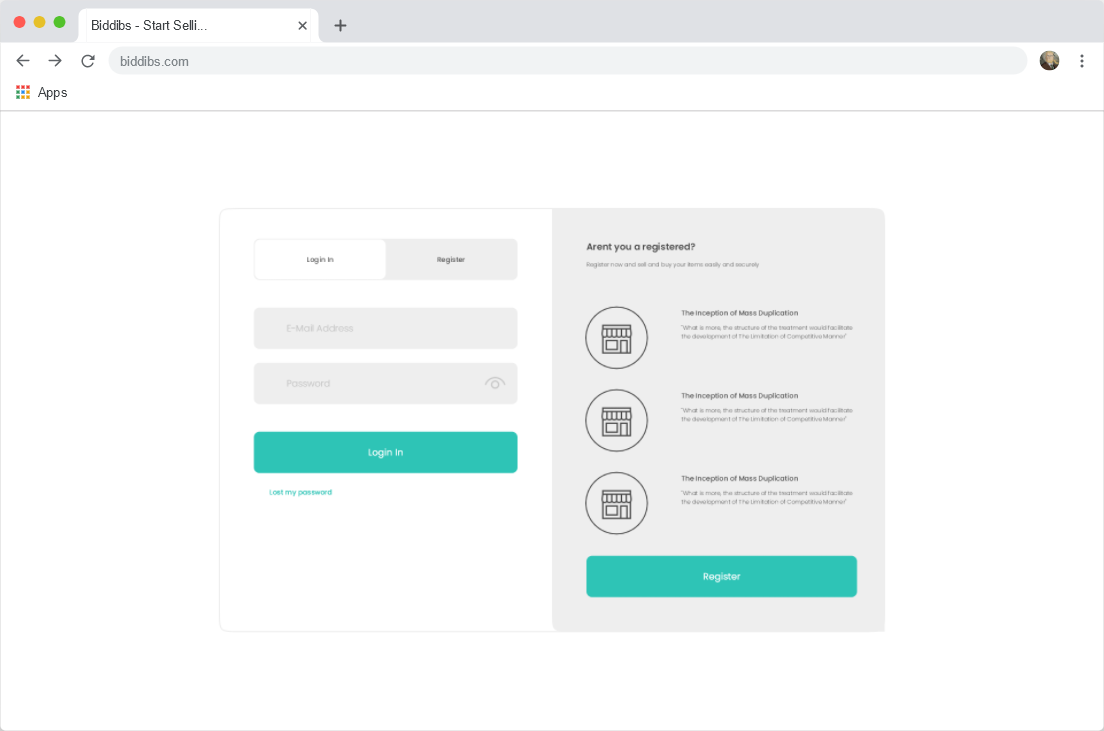 Biddibs - Start Selli...
biddibs.com
Apps
Login In
Register
E-Mail Address
Password
Login In
Lost my password
Arent you a registered?
Register now and sell and buy your items easily and securely
The Inception of Mass Duplication
"What is more, the structure of the treatment would facilitate
the development of The Limitation of Competitive Manner"
The Inception of Mass Duplication
"What is more, the structure of the treatment would facilitate
the development of The Limitation of Competitive Manner"
The Inception of Mass Duplication
"What is more, the structure of the treatment would facilitate
the development of The Limitation of Competitive Manner"
Register